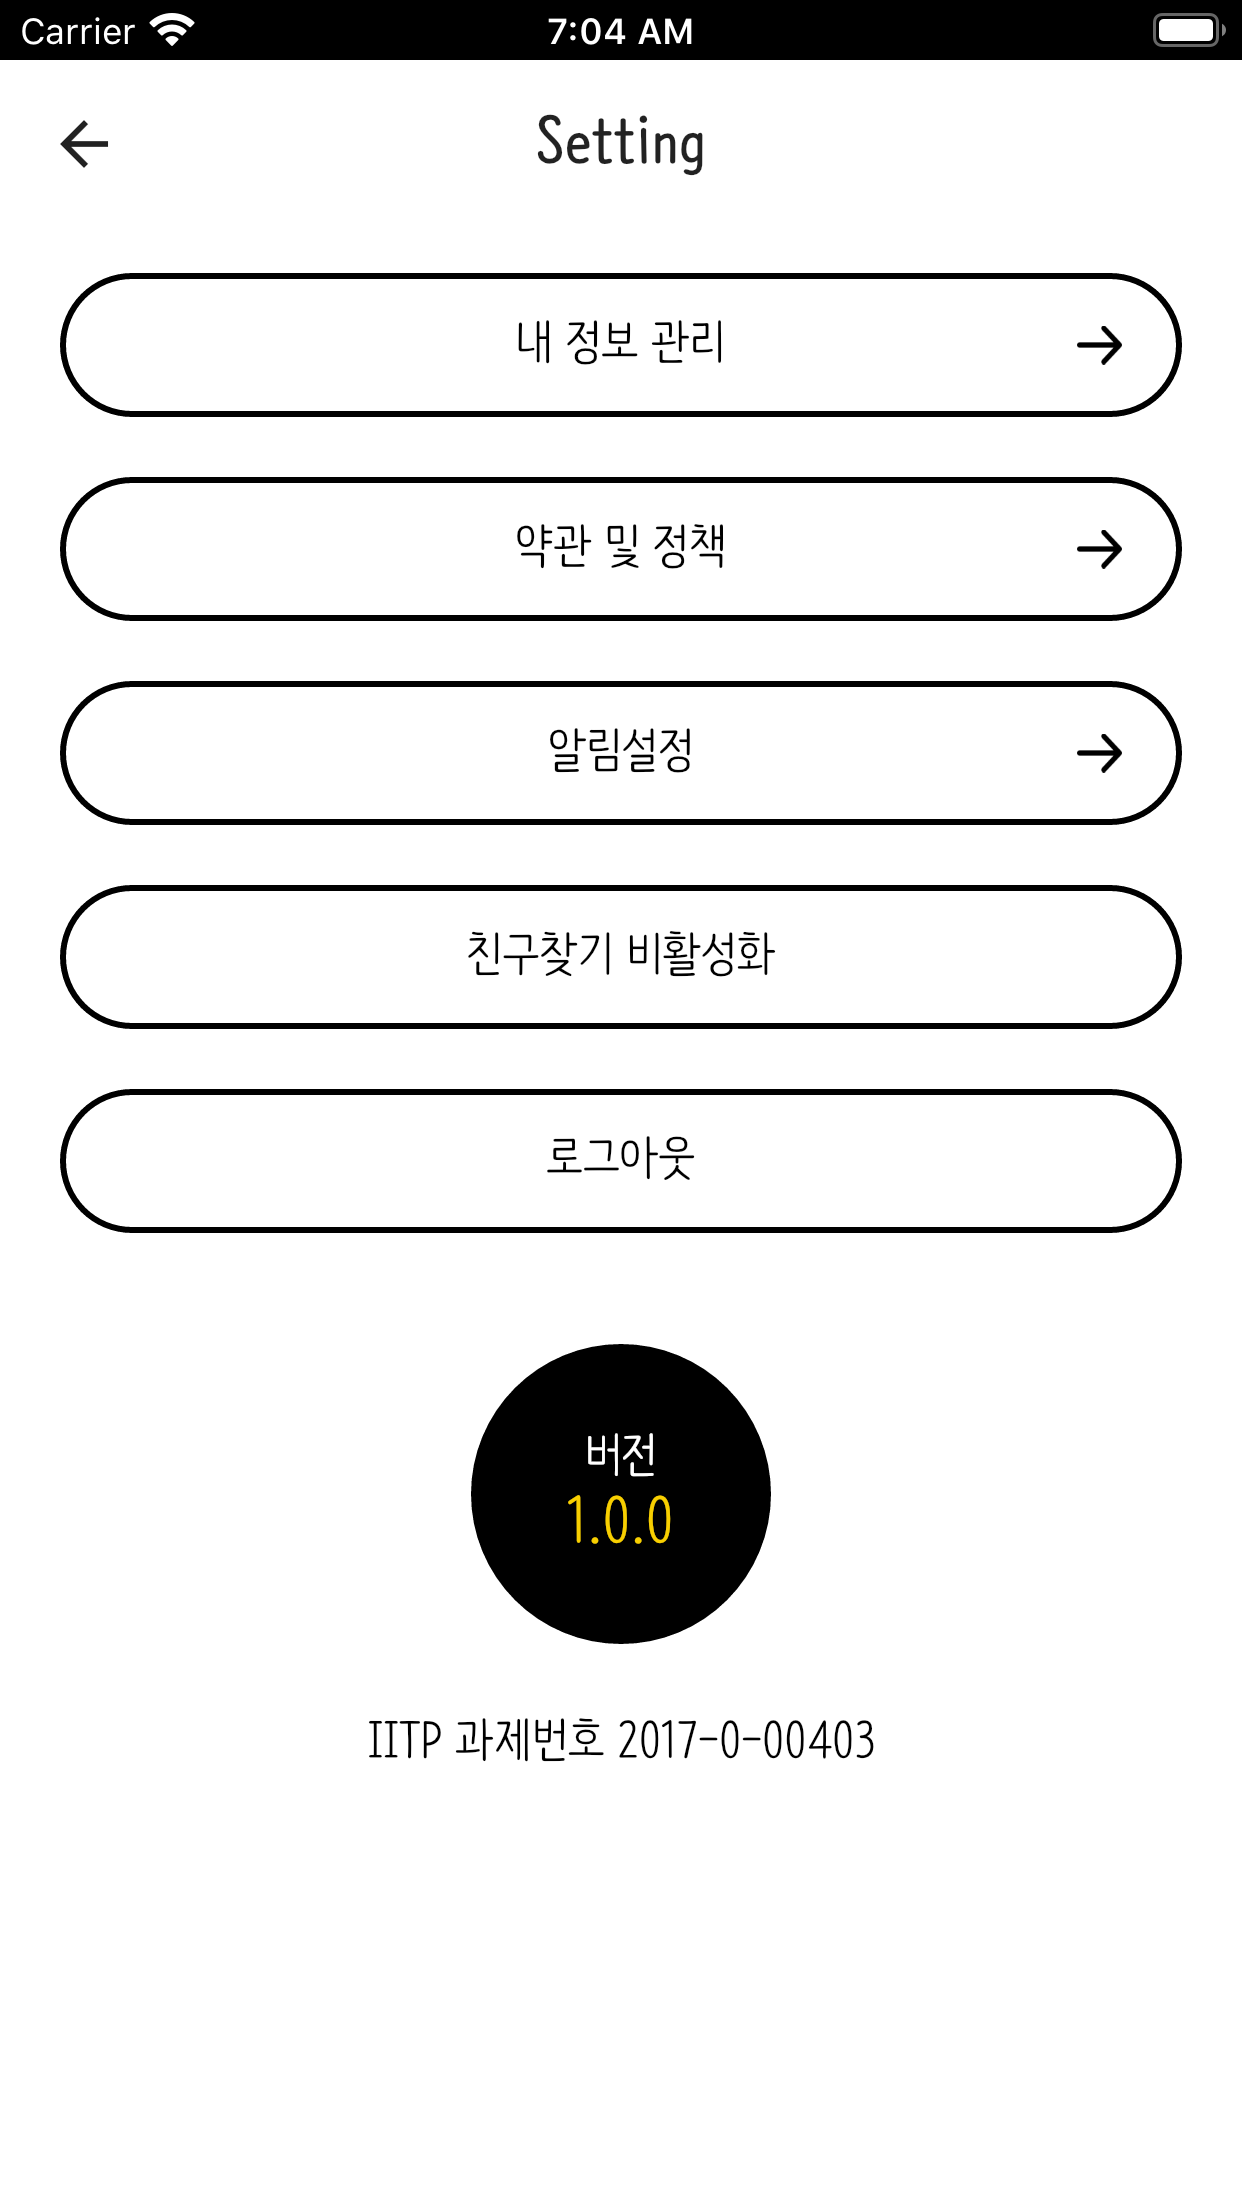 Carrier 7:04 AM
Setting
내 정보 관리
약관 및 정책
알림설정
친구찾기 비활성화
로그아웃
버전
1.0.0
IITP 과제번호 2017-0-00403